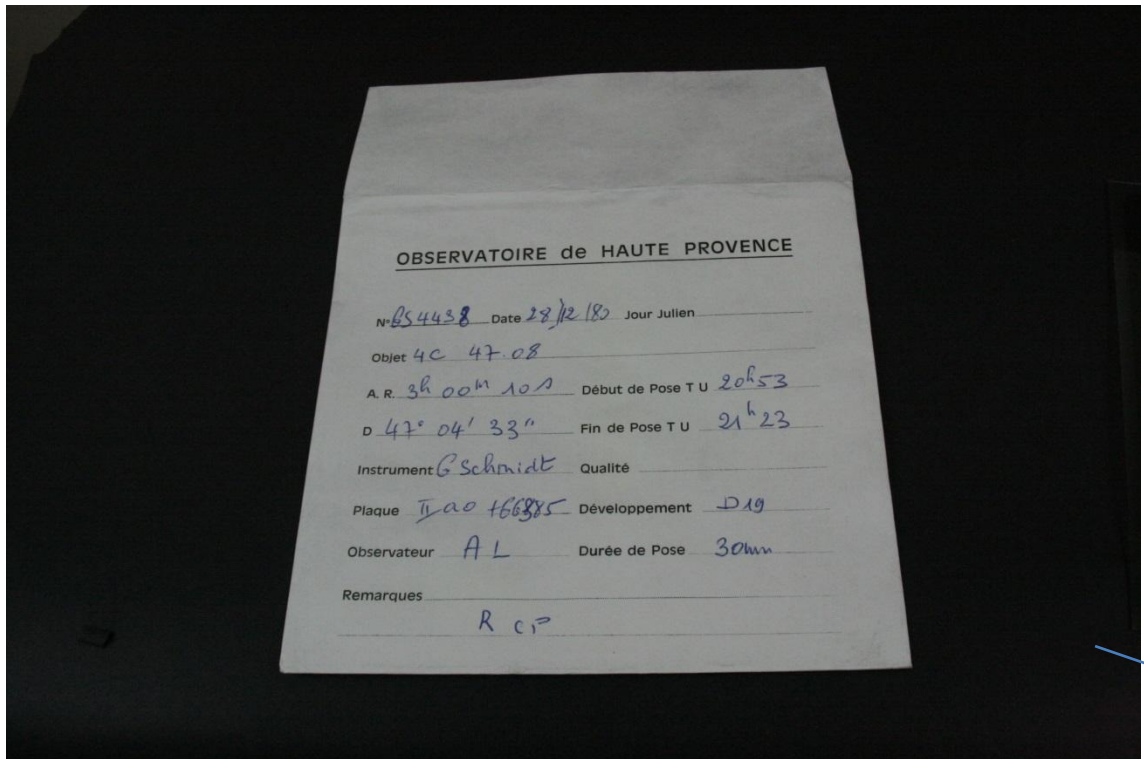 OBSERVATOIRE de HAUTE PROVENCE
N° GS4438 Date 28/12/80 Jour Julien
Objet 4C 47.08
A. R. 3h 00m 10s Début de Pose T U 20h53
D 47° 04' 33" Fin de Pose T U 21h23
Instrument G Schmidt Qualité
Plaque IIaO Développement D19
Observateur A L Durée de Pose 30mn
Remarques
R